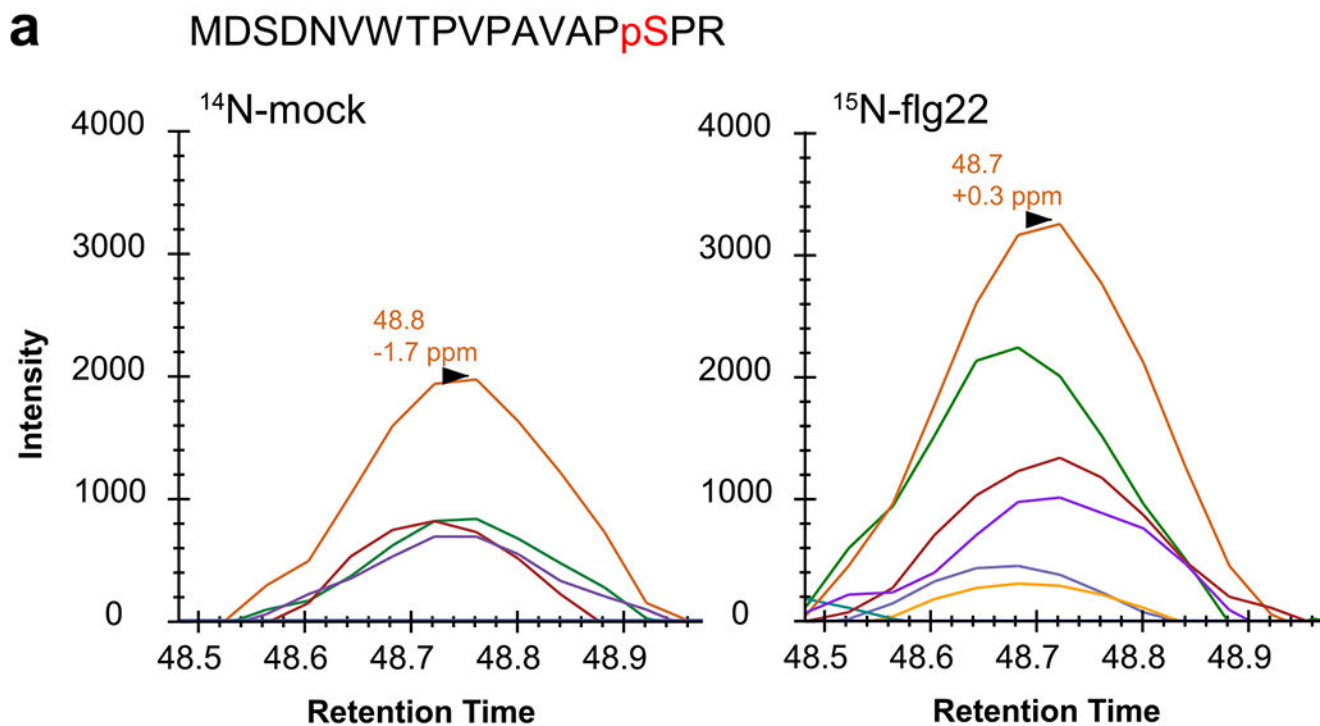 a MDSDNVWTPVPAVAPpSPR
¹⁴N-mock
4000
3000
2000
1000
0
48.8
-1.7 ppm
48.5 48.6 48.7 48.8 48.9
Intensity
Retention Time
¹⁵N-flg22
4000
3000
2000
1000
0
48.7
+0.3 ppm
48.5 48.6 48.7 48.8 48.9
Retention Time